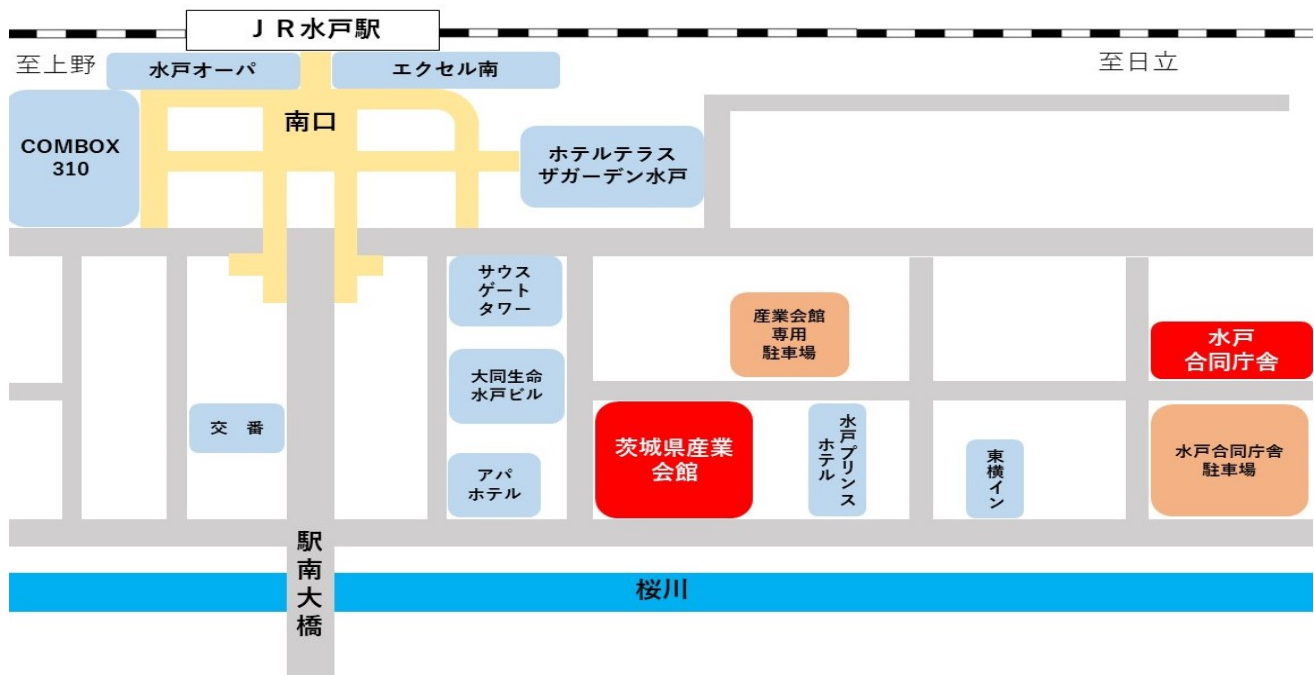 ＪＲ水戸駅
至上野
水戸オーパ
エクセル南
至日立
南口
COMBOX
310
ホテルテラス
ザガーデン水戸
サウス
ゲート
タワー
産業会館
専用
駐車場
水戸
合同庁舎
大同生命
水戸ビル
交　番
茨城県産業
会館
水戸プリンス
ホテル
東横イン
水戸合同庁舎
駐車場
アパ
ホテル
駅南大橋
桜川